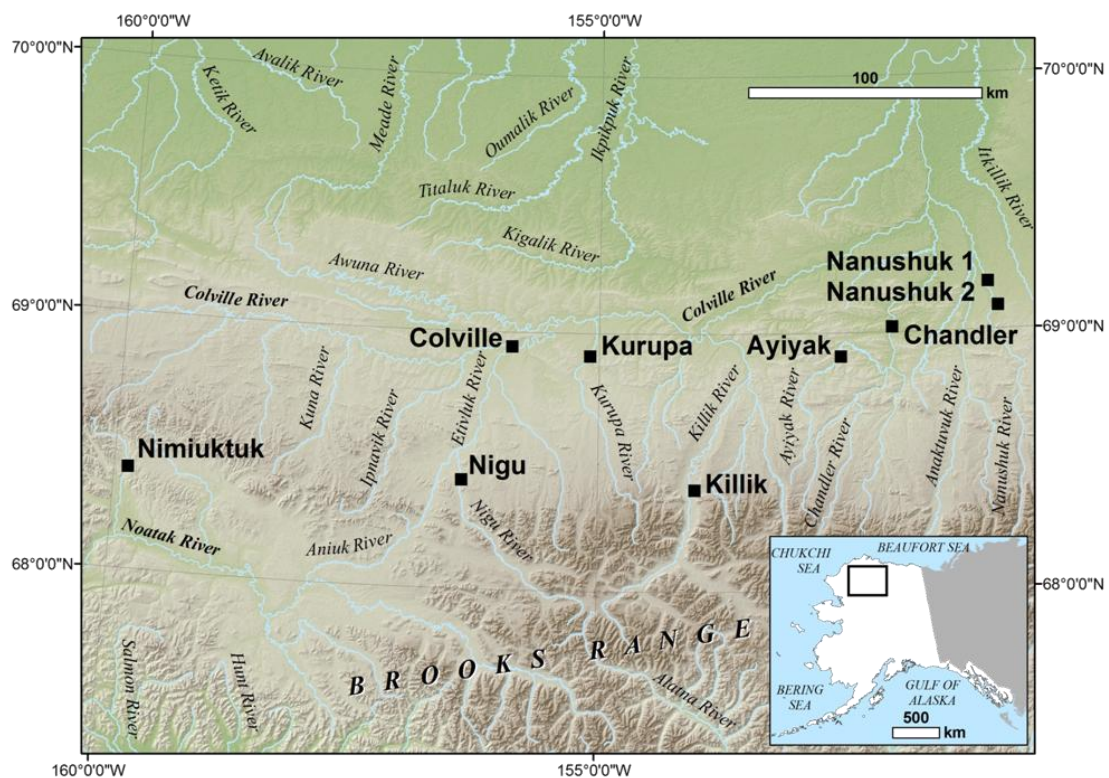 160°0'0"W
155°0'0"W
70°0'0"N
70°0'0"N
Avalik River
Ketik River
Meade River
Oumalik River
Ikpikpuk River
100
km
Itkillik River
Titaluk River
Kigalik River
Awuna River
Colville River
Colville River
Nanushuk 1
Nanushuk 2
69°0'0"N
69°0'0"N
Colville
Kurupa
Ayiyak
Chandler
Kuna River
Ipnavik River
Etivluk River
Kurupa River
Killik River
Ayiyak River
Chandler River
Anaktuvuk River
Nanushuk River
Nimiuktuk
Nigu
Killik
Noatak River
Aniuk River
Nigu River
68°0'0"N
68°0'0"N
BROOKS RANGE
Salmon River
Hunt River
Alatna River
CHUKCHI
SEA
BEAUFORT SEA
BERING
SEA
GULF OF
ALASKA
500
km
160°0'0"W
155°0'0"W